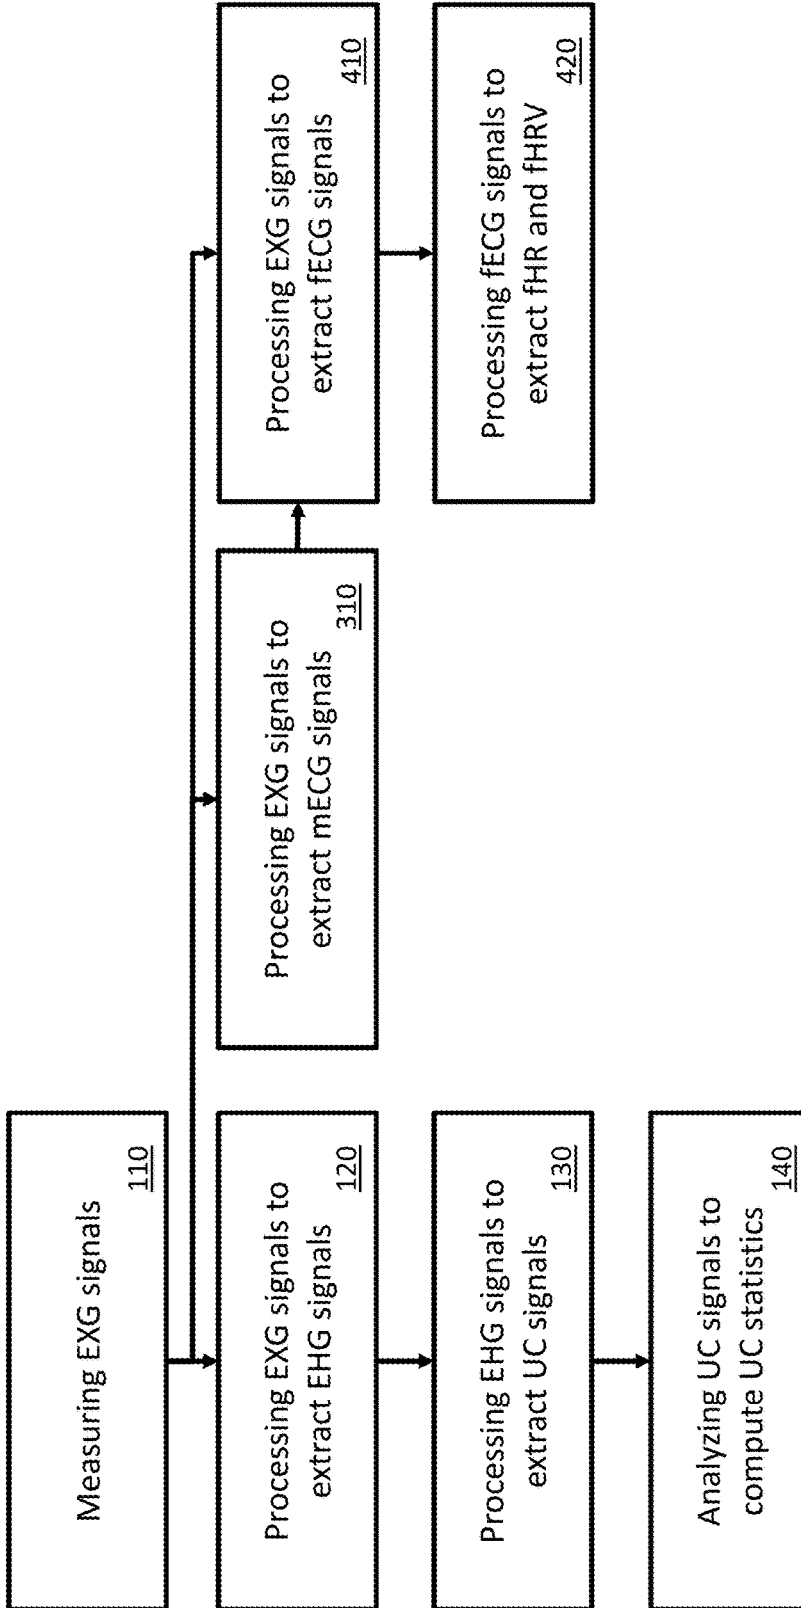 Measuring EXG signals
110
Processing EXG signals to
extract EHG signals
120
Processing EHG signals to
extract UC signals
130
Analyzing UC signals to
compute UC statistics
140
Processing EXG signals to
extract mECG signals
310
Processing EXG signals to
extract fECG signals
410
Processing fECG signals to
extract fHR and fHRV
420